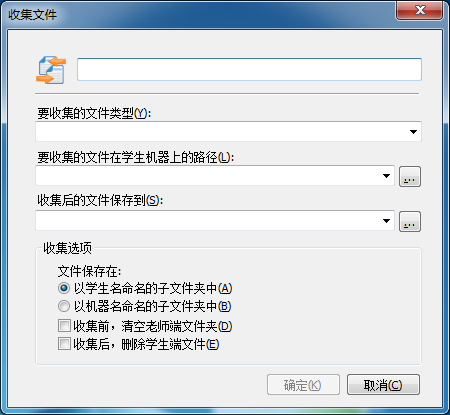 收集文件
要收集的文件类型(Y):
要收集的文件在学生机器上的路径(L):
...
收集后的文件保存到(S):
...
收集选项
文件保存在:
以学生名命名的子文件夹中(A)
以机器名命名的子文件夹中(B)
收集前，清空老师端文件夹(D)
收集后，删除学生端文件(E)
确定(K) 取消(C)